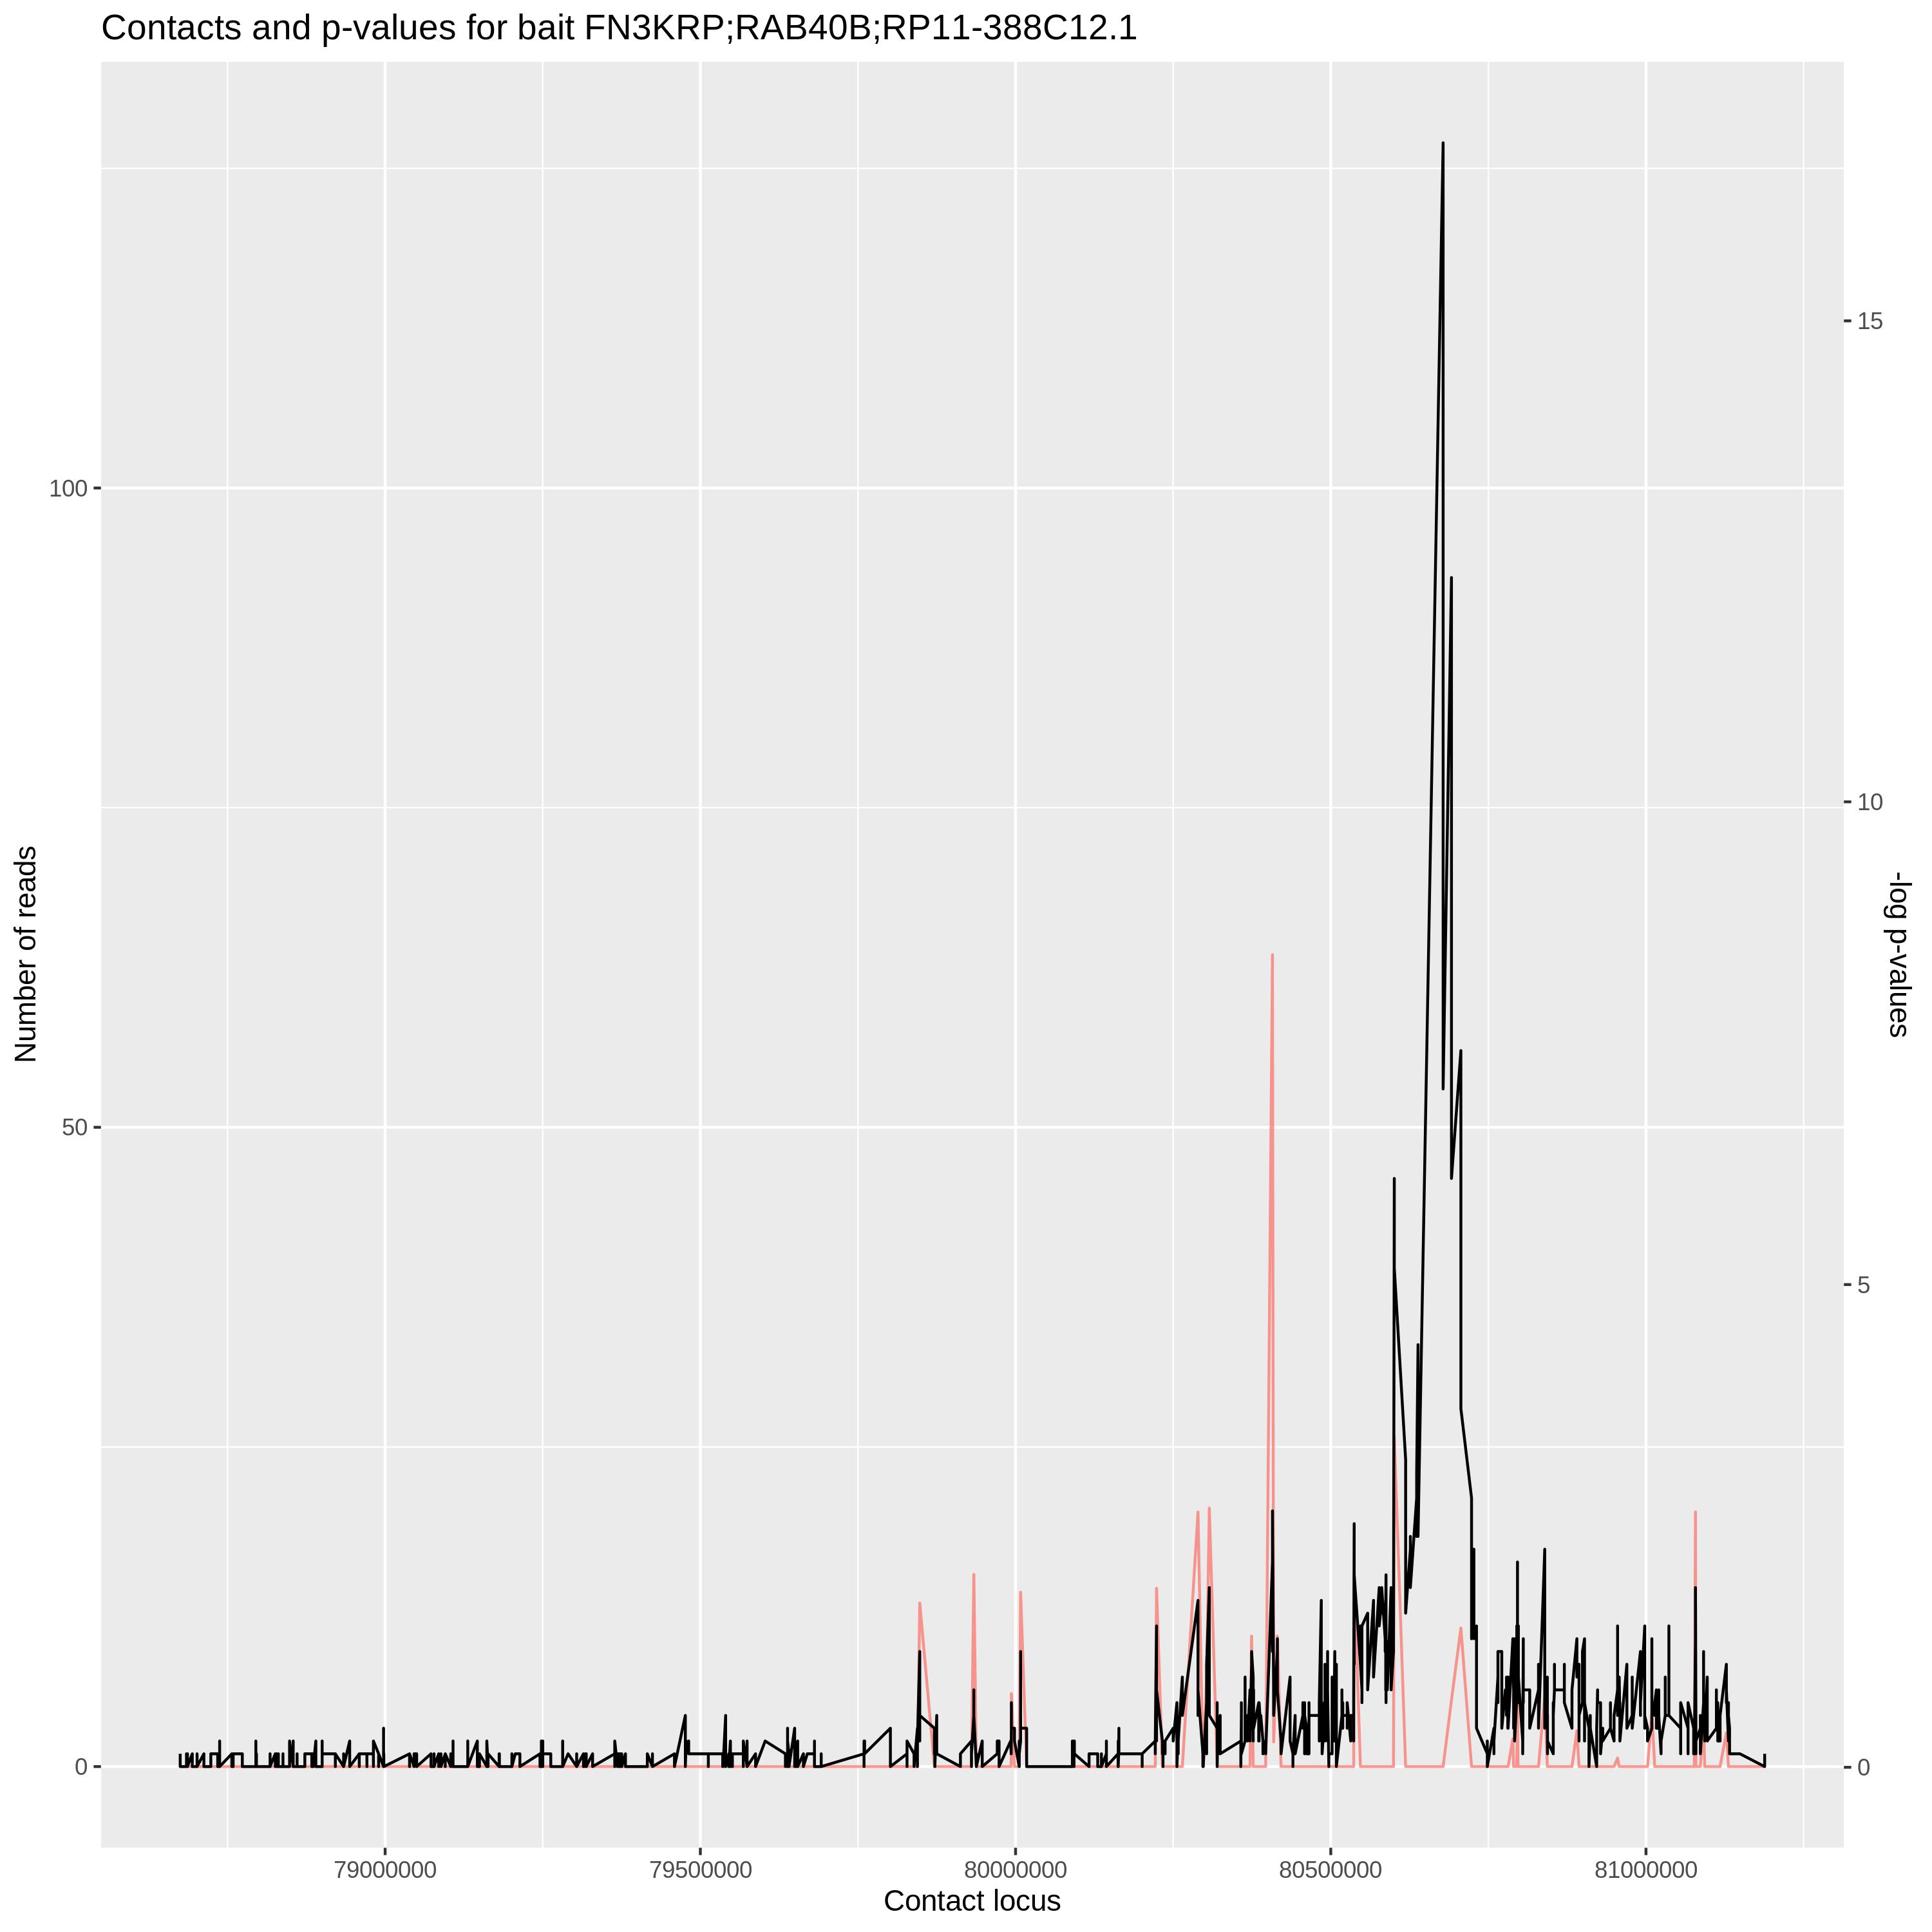 Contacts and p-values for bait FN3KRP;RAB40B;RP11-388C12.1
Number of reads
100
50
0
15
10
5
0
-log p-values
79000000 79500000 80000000 80500000 81000000
Contact locus